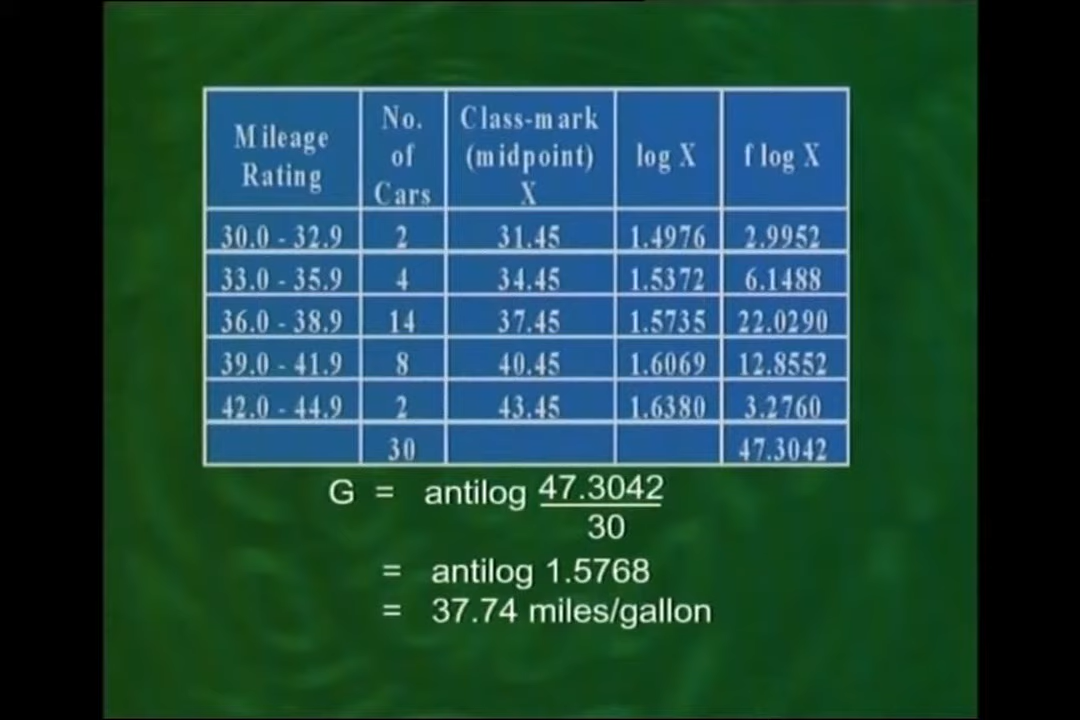 Mileage Rating | No. of Cars | Class-mark (midpoint) X | log X | f log X
30.0 - 32.9 | 2 | 31.45 | 1.4976 | 2.9952
33.0 - 35.9 | 4 | 34.45 | 1.5372 | 6.1488
36.0 - 38.9 | 14 | 37.45 | 1.5735 | 22.0290
39.0 - 41.9 | 8 | 40.45 | 1.6069 | 12.8552
42.0 - 44.9 | 2 | 43.45 | 1.6380 | 3.2760
30 | 47.3042
G = antilog 47.3042
30
= antilog 1.5768
= 37.74 miles/gallon